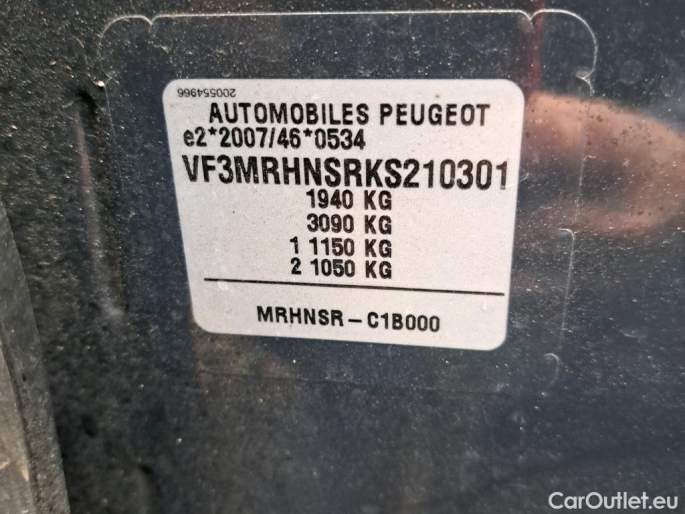 200554966
AUTOMOBILES PEUGEOT
e2*2007/46*0534
VF3MRHNSRKS210301
1940 KG
3090 KG
1 1150 KG
2 1050 KG
MRHNSR-C1B000
CarOutlet.eu